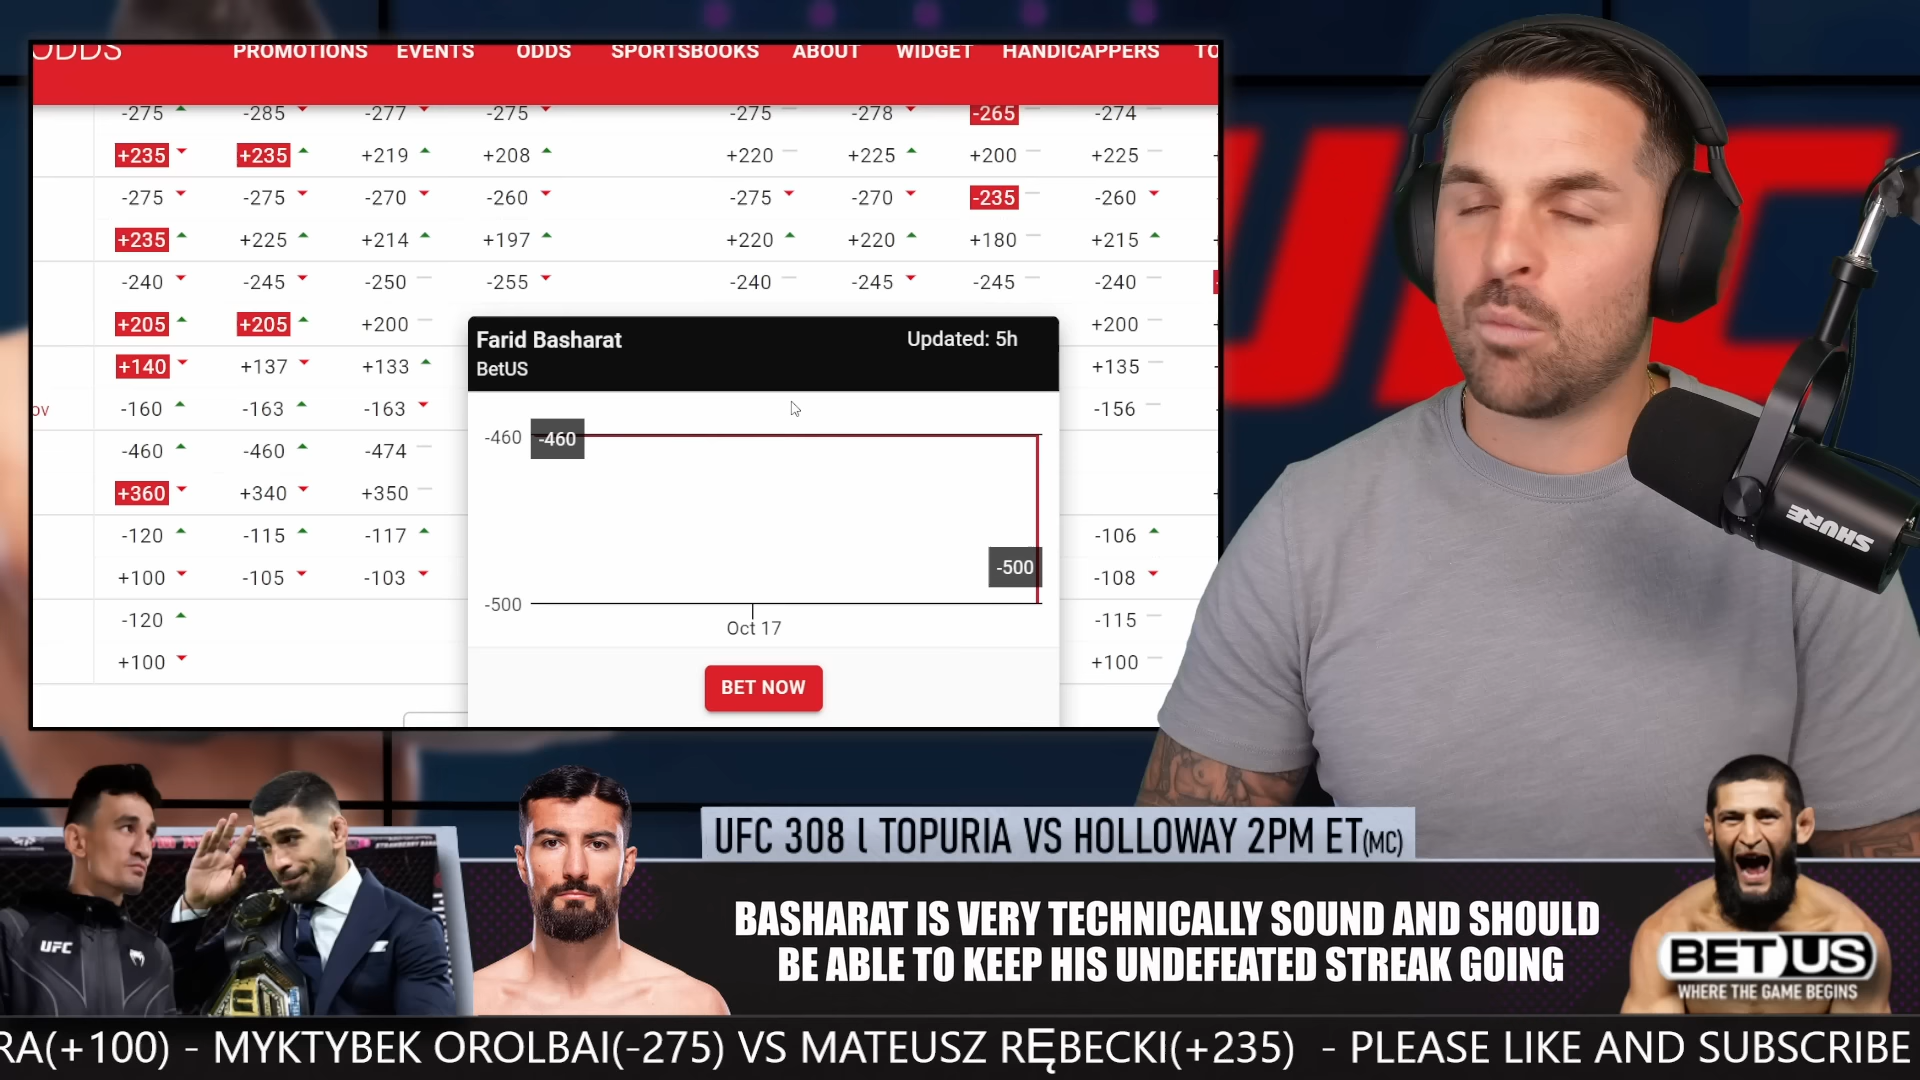 ODDS PROMOTIONS EVENTS ODDS SPORTSBOOKS ABOUT WIDGET HANDICAPPERS TO
-275 -285 -277 -275 -275 -278 -265 -274
+235 +235 +219 +208 +220 +225 +200 +225
-275 -275 -270 -260 -275 -270 -235 -260
+235 +225 +214 +197 +220 +220 +180 +215
-240 -245 -250 -255 -240 -245 -245 -240
+205 +205 +200 +200
+140 +137 +133 +135
ov -160 -163 -163 -156
-460 -460 -474
+360 +340 +350
-120 -115 -117 -106
+100 -105 -103 -108
-120 -115
+100 +100
Farid Basharat Updated: 5h
BetUS
-460 -460
-500
-500
Oct 17
BET NOW
SHURE
UFC
UFC 308 l TOPURIA VS HOLLOWAY 2PM ET(MC)
BASHARAT IS VERY TECHNICALLY SOUND AND SHOULD
BE ABLE TO KEEP HIS UNDEFEATED STREAK GOING
BETUS
WHERE THE GAME BEGINS
RA(+100) - MYKTYBEK OROLBAI(-275) VS MATEUSZ RĘBECKI(+235) - PLEASE LIKE AND SUBSCRIBE